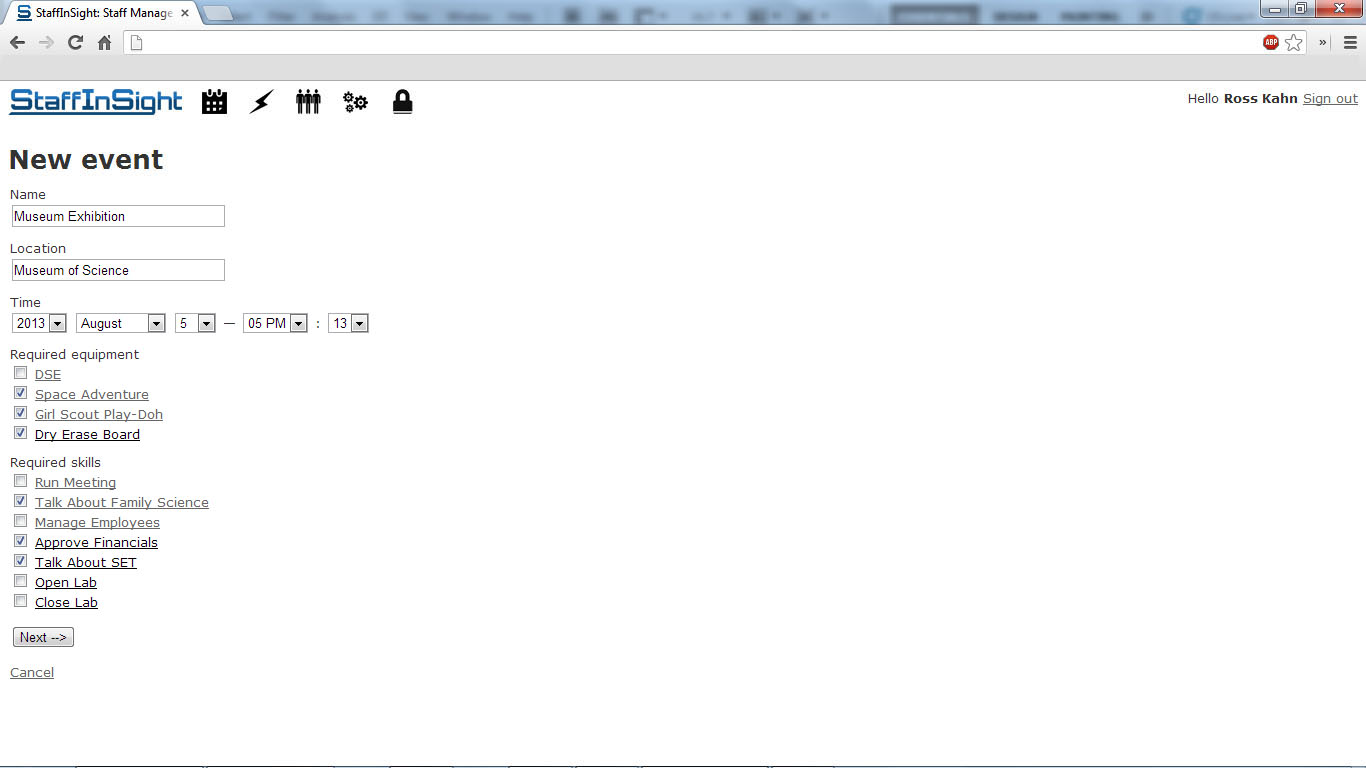 StaffInSight: Staff Manage
ABP
»
StaffInSight
Hello Ross Kahn Sign out
New event
Name
Museum Exhibition
Location
Museum of Science
Time
2013 August 5 — 05 PM : 13
Required equipment
DSE
Space Adventure
Girl Scout Play-Doh
Dry Erase Board
Required skills
Run Meeting
Talk About Family Science
Manage Employees
Approve Financials
Talk About SET
Open Lab
Close Lab
Next -->
Cancel